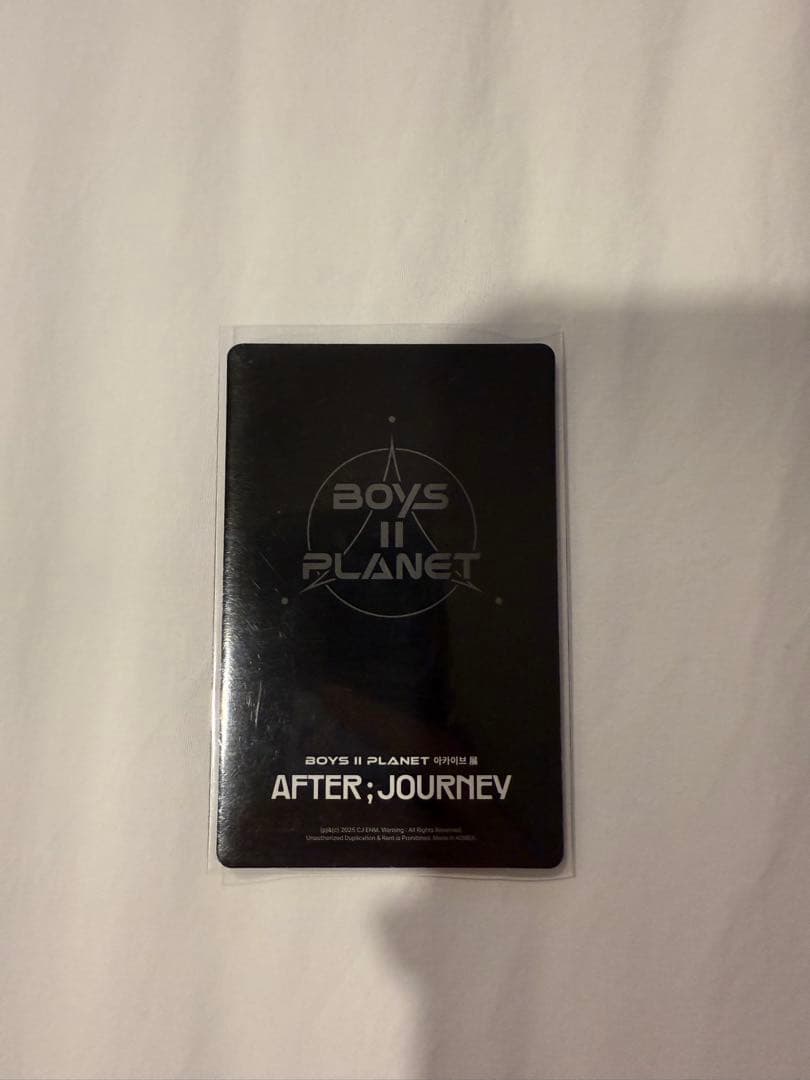 BOYS
II
PLANET
BOYS II PLANET 아카이브 展
AFTER ; JOURNEY
(p)&(c) 2025 CJ ENM. Warning : All Rights Reserved.
Unauthorized Duplication & Rent is Prohibited. Made in KOREA.